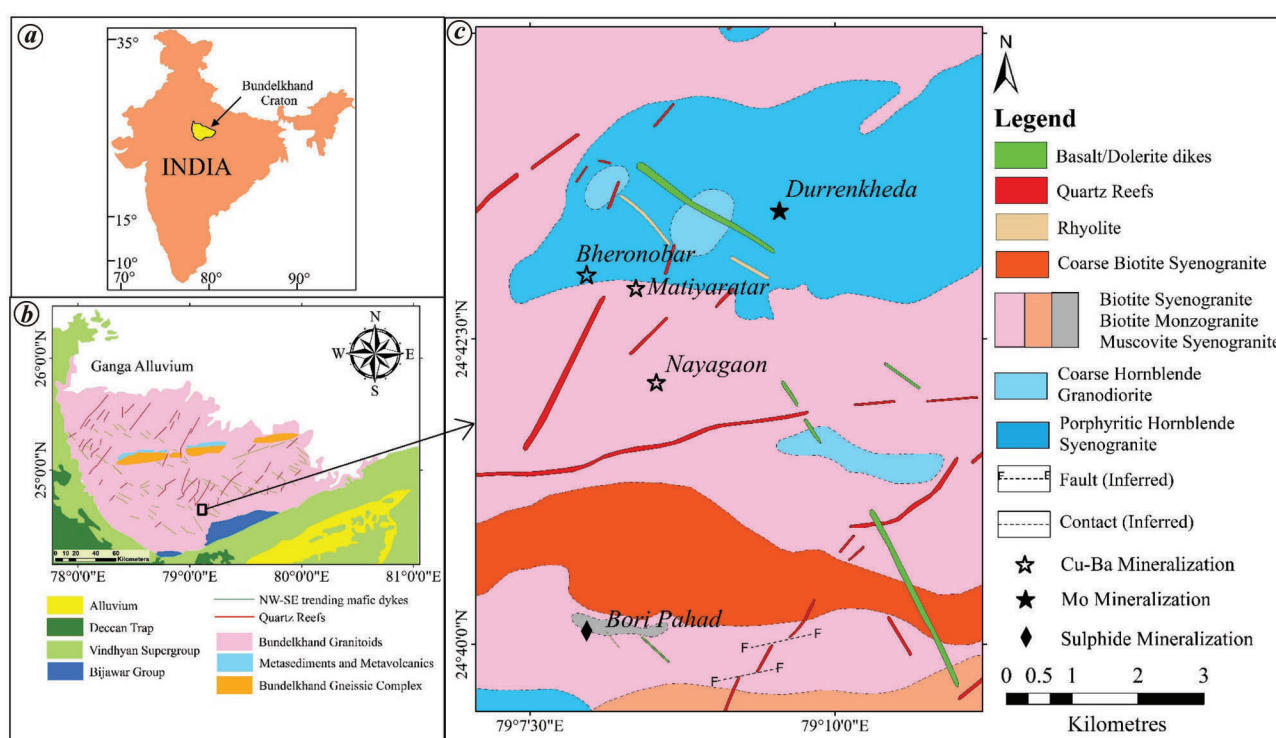 a
35°
Bundelkhand
Craton
INDIA
15°
10°
70°
80°
90°
b
Ganga Alluvium
N
W
E
S
26°0'0"N
25°0'0"N
0 10 20 40 60
Kilometers
78°0'0"E
79°0'0"E
80°0'0"E
81°0'0"E
Alluvium
Deccan Trap
Vindhyan Supergroup
Bijawar Group
NW-SE trending mafic dykes
Quartz Reefs
Bundelkhand Granitoids
Metasediments and Metavolcanics
Bundelkhand Gneissic Complex
c
Durrenkheda
Bheronobar
Matiyaratar
Nayagaon
Bori Pahad
F
F
F
F
24°42'30"N
24°40'0"N
79°7'30"E
79°10'0"E
N
Legend
Basalt/Dolerite dikes
Quartz Reefs
Rhyolite
Coarse Biotite Syenogranite
Biotite Syenogranite
Biotite Monzogranite
Muscovite Syenogranite
Coarse Hornblende
Granodiorite
Porphyritic Hornblende
Syenogranite
F
F
Fault (Inferred)
Contact (Inferred)
Cu-Ba Mineralization
Mo Mineralization
Sulphide Mineralization
0 0.5 1 2 3
Kilometres